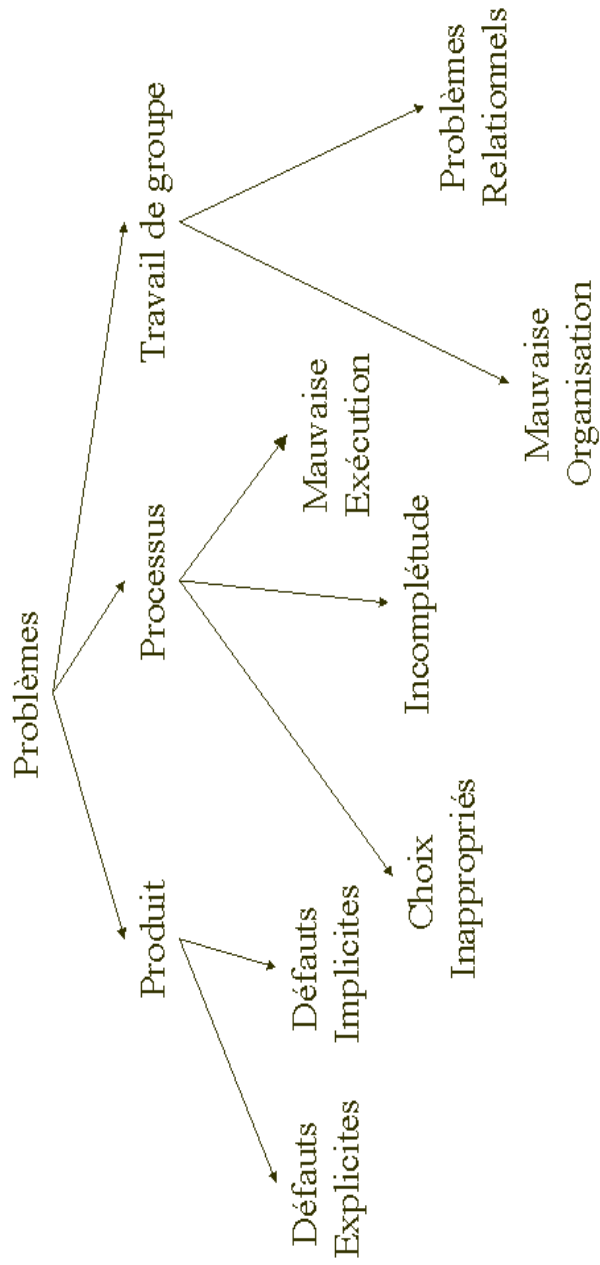 Problèmes
Produit
Processus
Travail de groupe
Défauts
Explicites
Défauts
Implicites
Choix
Inappropriés
Incomplétude
Mauvaise
Exécution
Mauvaise
Organisation
Problèmes
Relationnels